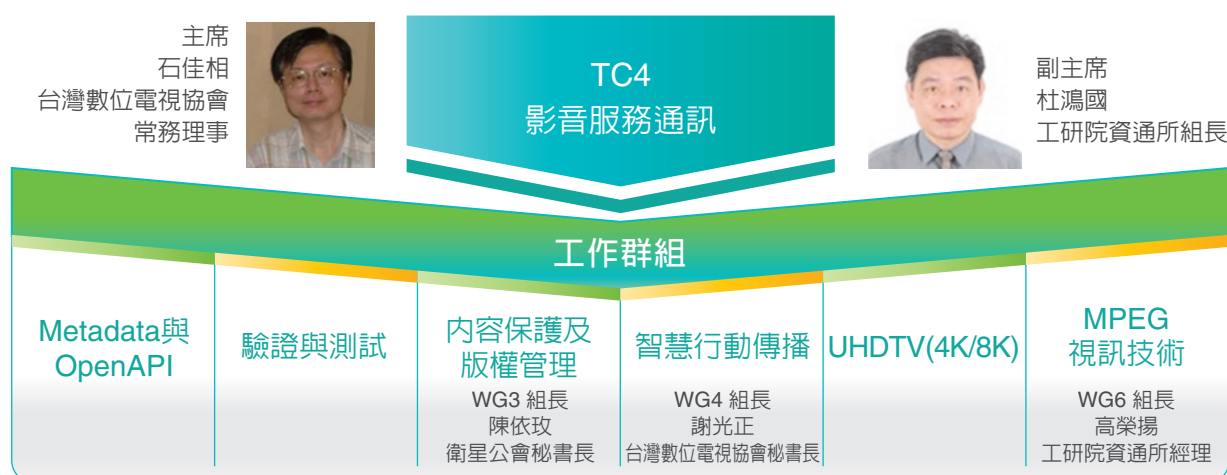 主席
石佳相
台灣數位電視協會
常務理事
TC4
影音服務通訊
副主席
杜鴻國
工研院資通所組長
工作群組
Metadata與
OpenAPI
驗證與測試
內容保護及
版權管理
WG3 組長
陳依玫
衛星公會秘書長
智慧行動傳播
WG4 組長
謝光正
台灣數位電視協會秘書長
UHDTV(4K/8K)
MPEG
視訊技術
WG6 組長
高榮揚
工研院資通所經理